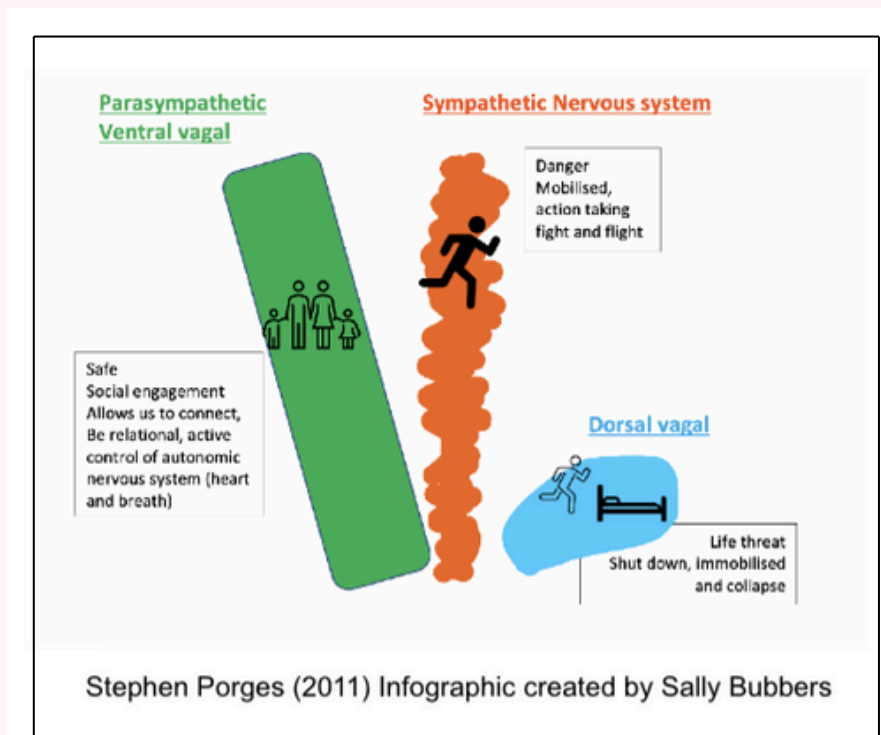 Parasympathetic
Ventral vagal
Sympathetic Nervous system
Danger
Mobilised,
action taking
fight and flight
Safe
Social engagement
Allows us to connect,
Be relational, active
control of autonomic
nervous system (heart
and breath)
Dorsal vagal
Life threat
Shut down, immobilised
and collapse
Stephen Porges (2011) Infographic created by Sally Bubbers